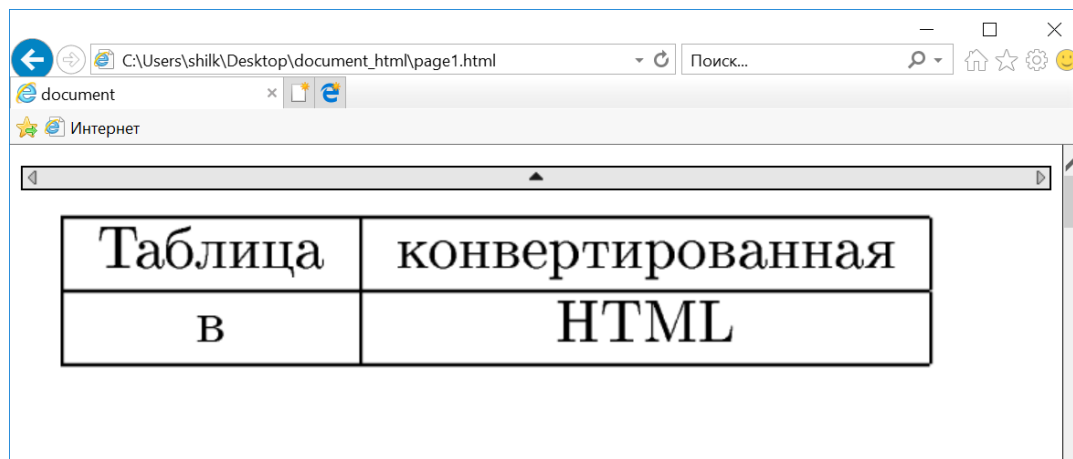 C:\Users\shilk\Desktop\document_html\page1.html Поиск...
document
Интернет
Таблица конвертированная
в HTML